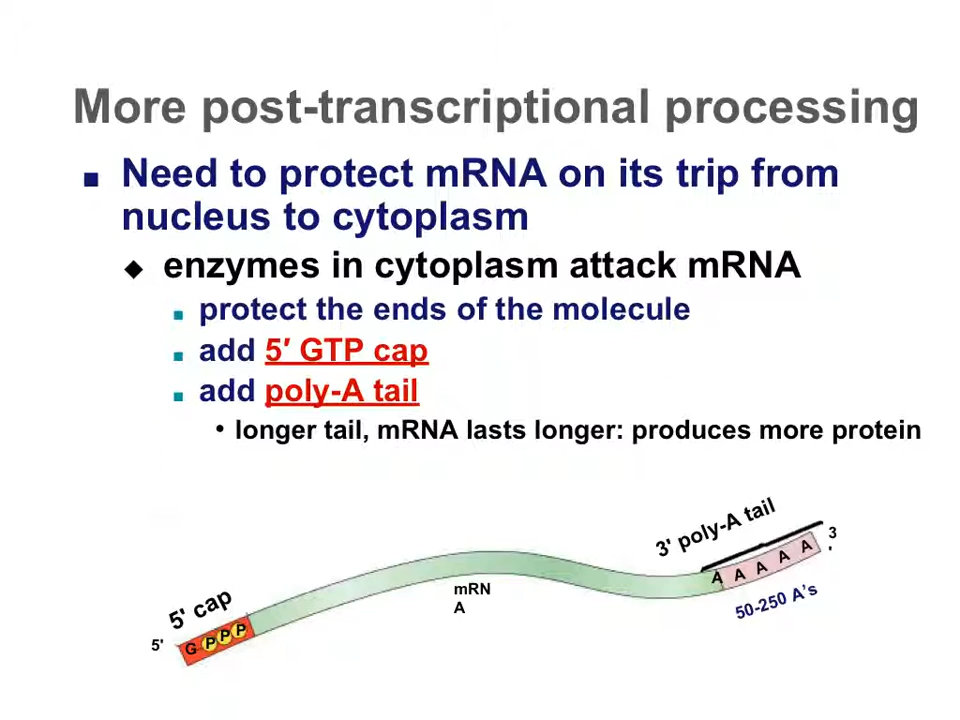 More post-transcriptional processing
■ Need to protect mRNA on its trip from
nucleus to cytoplasm
◆ enzymes in cytoplasm attack mRNA
■ protect the ends of the molecule
■ add 5′ GTP cap
■ add poly-A tail
• longer tail, mRNA lasts longer: produces more protein
3' poly-A tail
3
'
A A A A A
mRN
A
50-250 A’s
5' cap
5'
G P P P